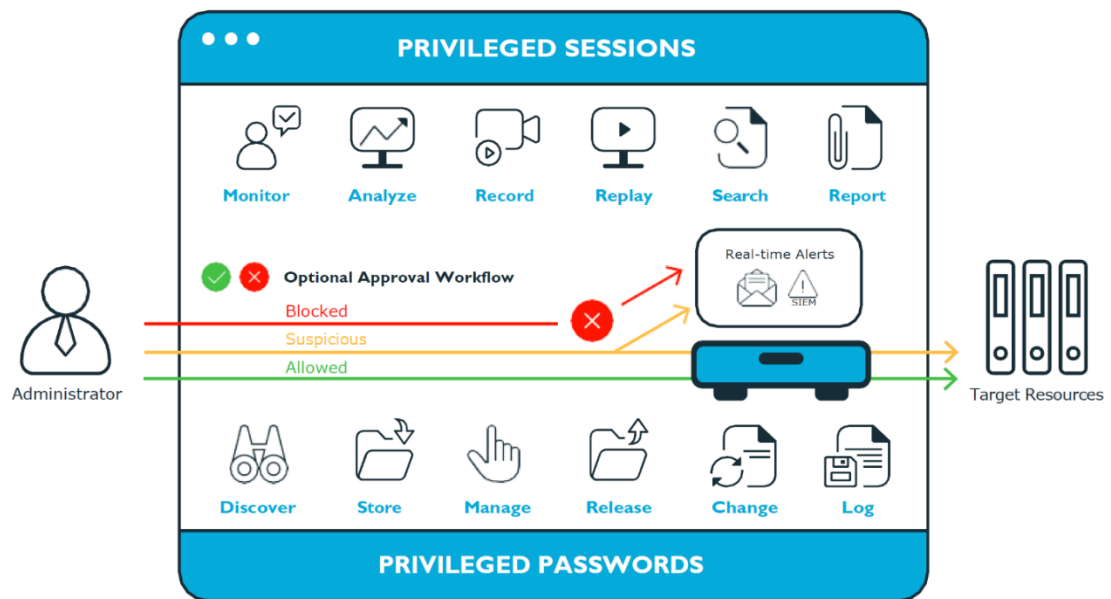 PRIVILEGED SESSIONS
Monitor
Analyze
Record
Replay
Search
Report
Real-time Alerts
SIEM
Optional Approval Workflow
Blocked
Suspicious
Allowed
Administrator
Target Resources
Discover
Store
Manage
Release
Change
Log
PRIVILEGED PASSWORDS